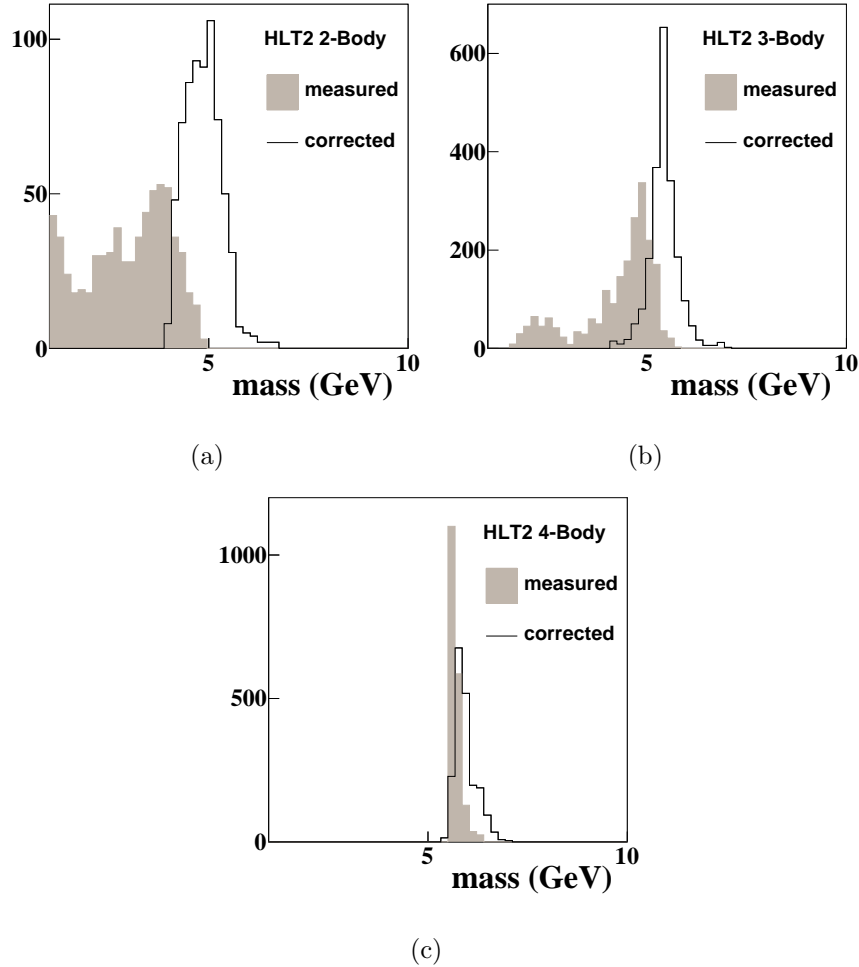 HLT2 2-Body
measured
corrected
100
50
0
5
10
mass (GeV)
(a)
HLT2 3-Body
measured
corrected
600
400
200
0
5
10
mass (GeV)
(b)
HLT2 4-Body
measured
corrected
1000
500
0
5
10
mass (GeV)
(c)